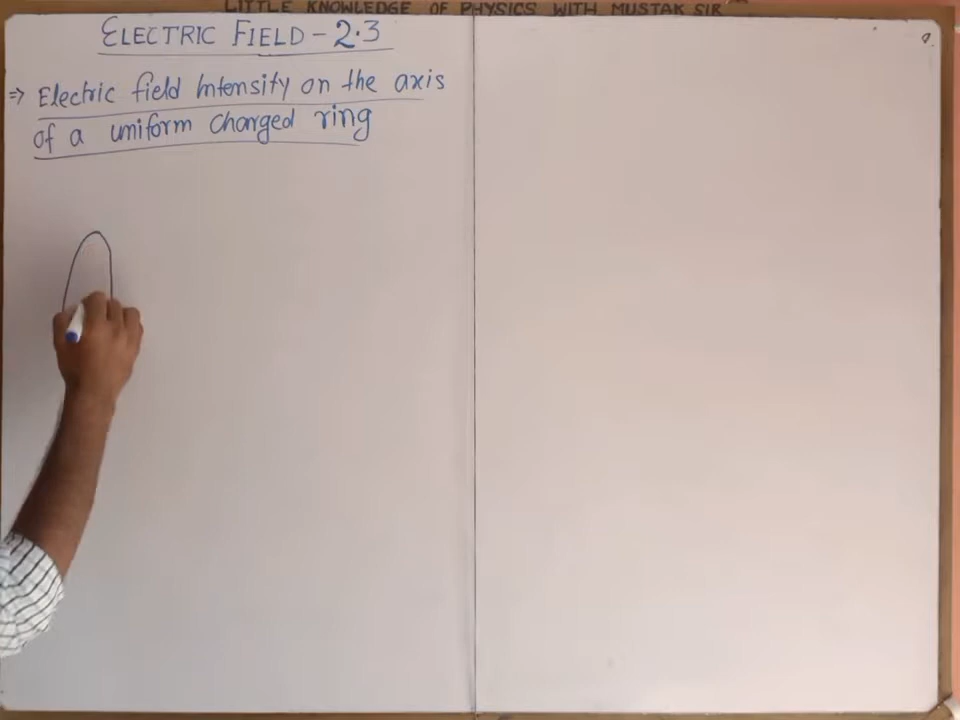 LITTLE KNOWLEDGE OF PHYSICS WITH MUSTAK SIR
ELECTRIC FIELD - 2.3
⇒ Electric field Intensity on the axis
of a uniform charged ring